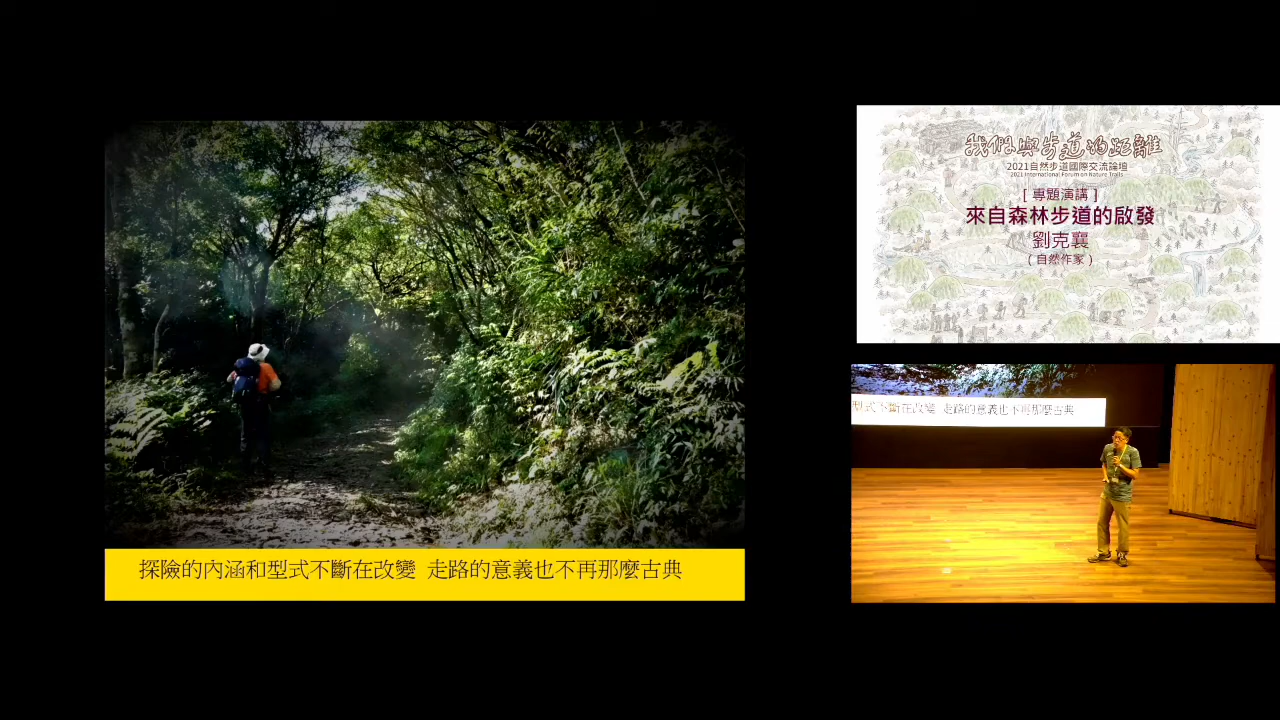 探險的內涵和型式不斷在改變 走路的意義也不再那麼古典
我們與步道的距離
2021自然步道國際交流論壇
2021 International Forum on Nature Trails
[ 專題演講 ]
來自森林步道的啟發
劉克襄
( 自然作家 )
型式不斷在改變 走路的意義也不再那麼古典